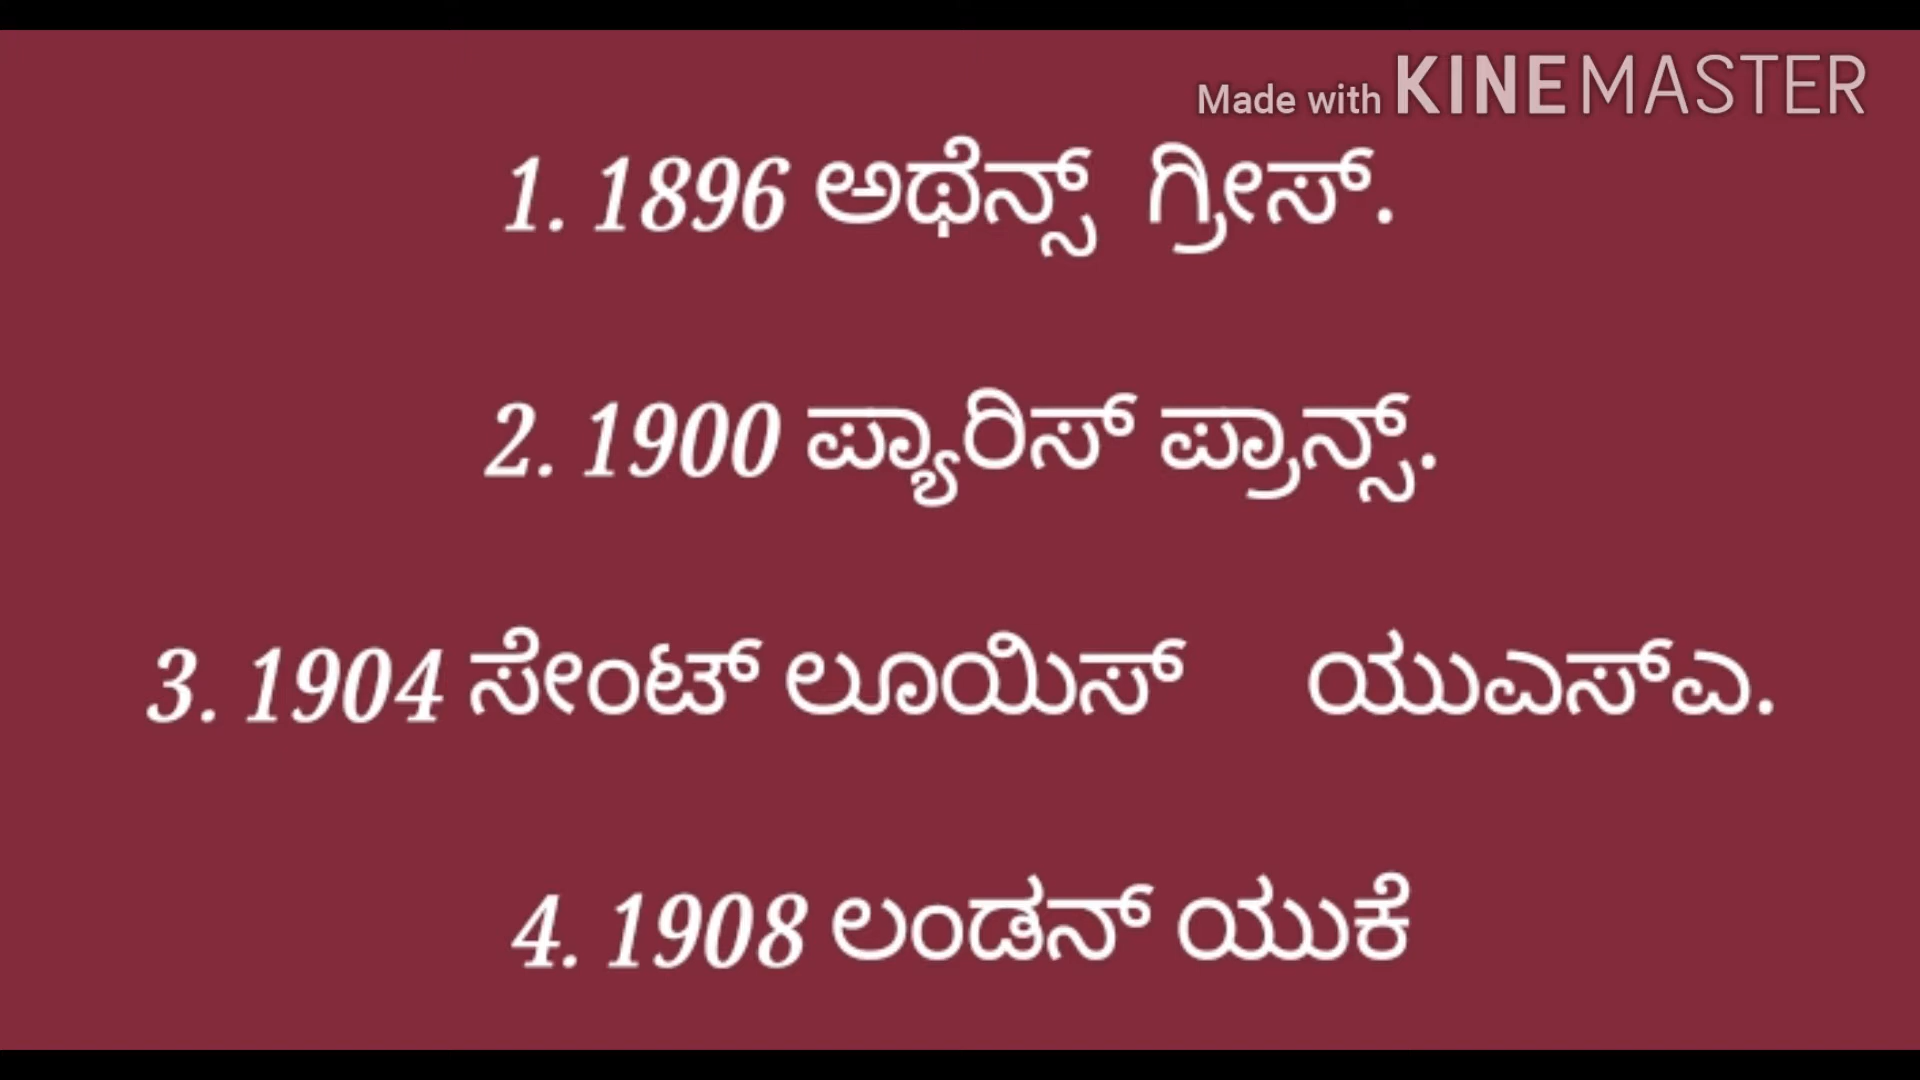 Made with KINEMASTER
1. 1896 ಅಥೆನ್ಸ್ ಗ್ರೀಸ್.
2. 1900 ಪ್ಯಾರಿಸ್ ಪ್ರಾನ್ಸ್.
3. 1904 ಸೇಂಟ್ ಲೂಯಿಸ್ ಯುಎಸ್ಎ.
4. 1908 ಲಂಡನ್ ಯುಕೆ